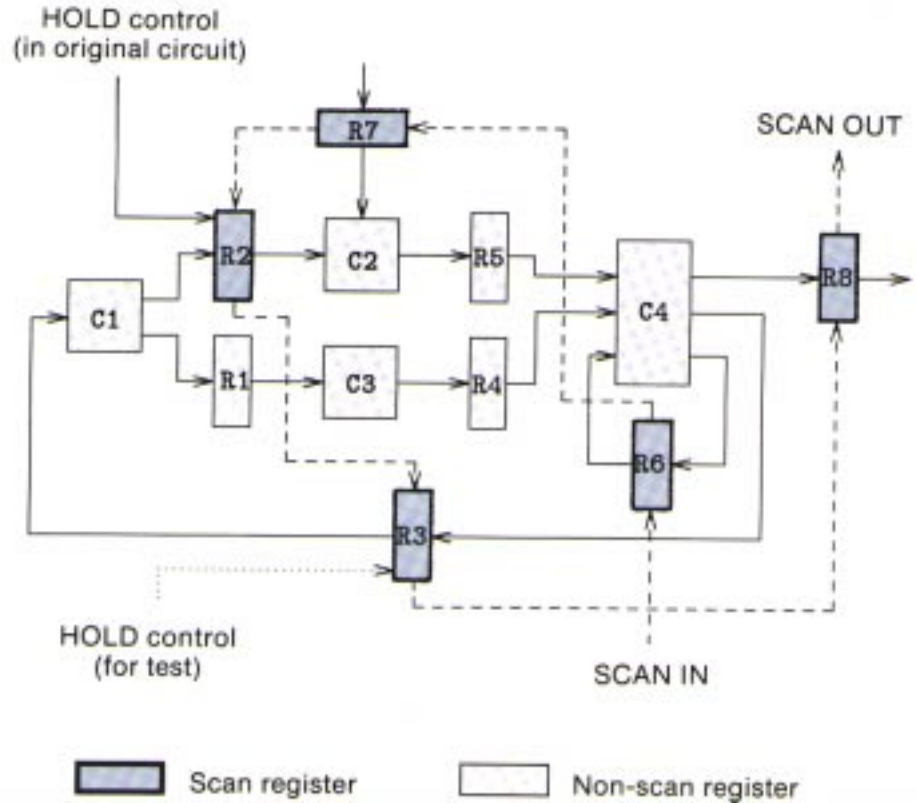 HOLD control
(in original circuit)
R7
SCAN OUT
R2
C2
R5
C4
R8
C1
R1
C3
R4
R6
R3
HOLD control
(for test)
SCAN IN
Scan register
Non-scan register